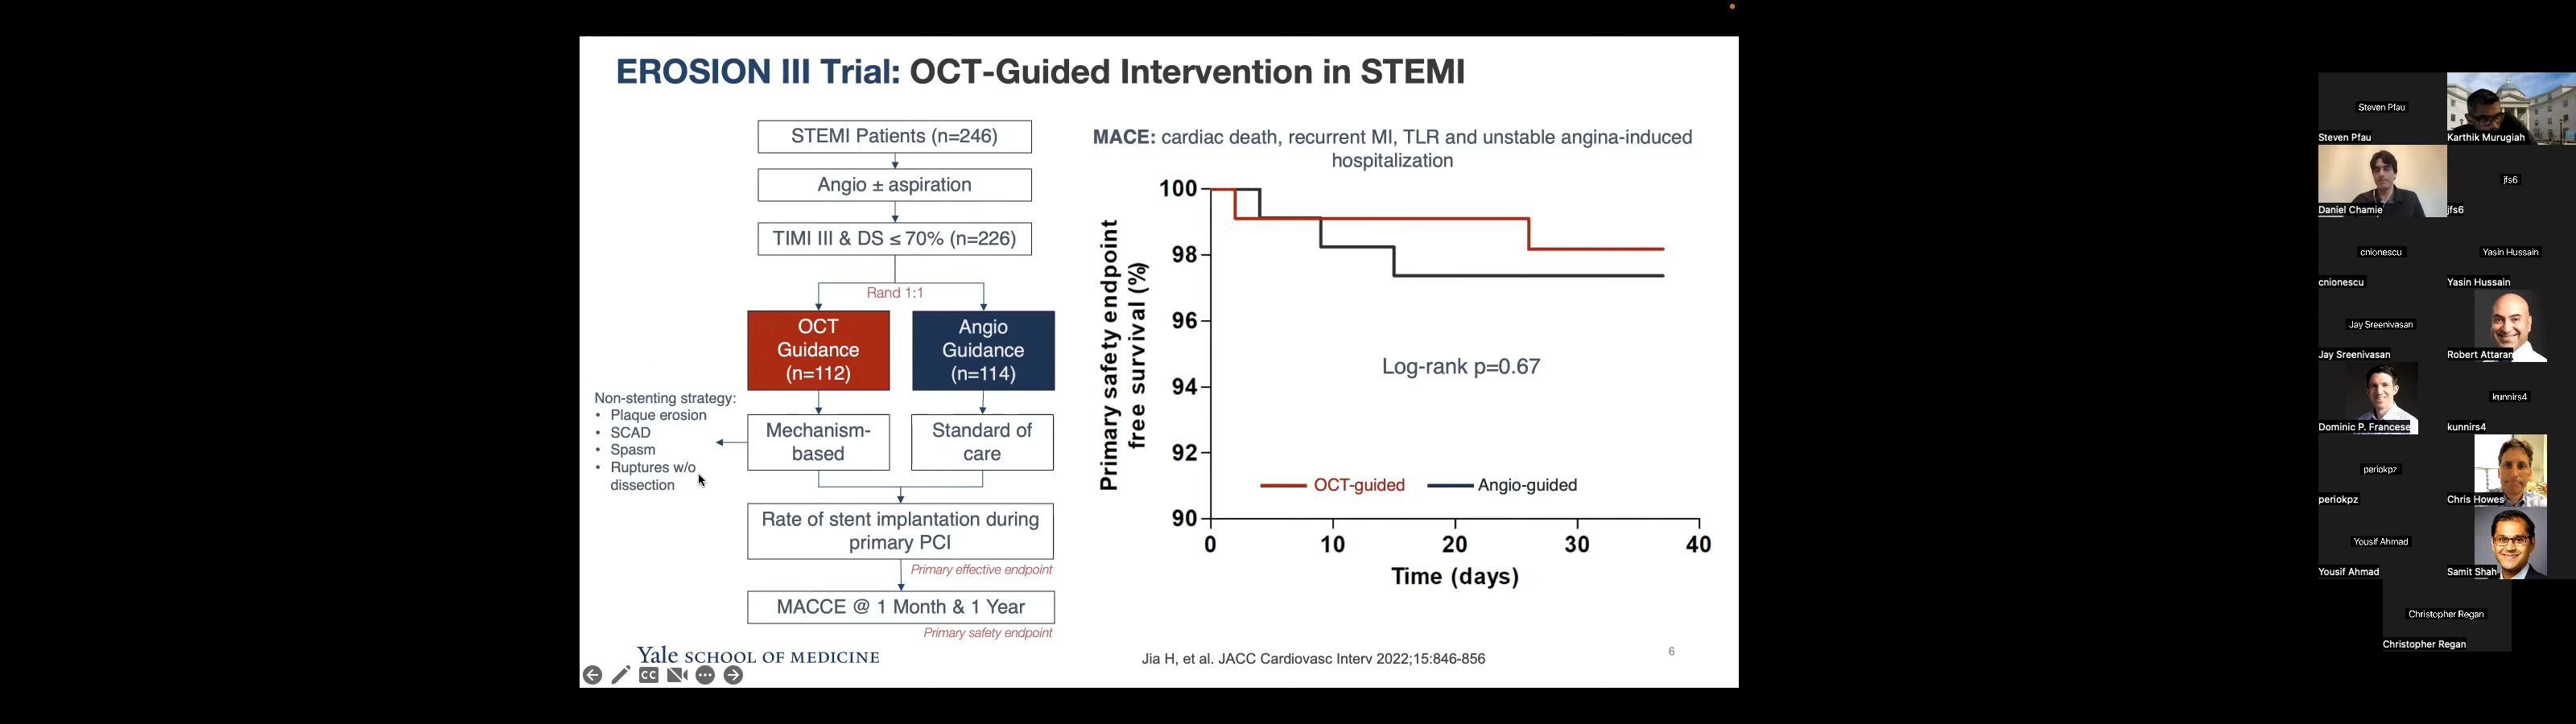 EROSION III Trial: OCT-Guided Intervention in STEMI
STEMI Patients (n=246)
Angio ± aspiration
TIMI III & DS ≤ 70% (n=226)
Rand 1:1
OCT
Guidance
(n=112)
Angio
Guidance
(n=114)
Non-stenting strategy:
• Plaque erosion
• SCAD
• Spasm
• Ruptures w/o
dissection
Mechanism-
based
Standard of
care
Rate of stent implantation during
primary PCI
Primary effective endpoint
MACCE @ 1 Month & 1 Year
Primary safety endpoint
MACE: cardiac death, recurrent MI, TLR and unstable angina-induced
hospitalization
Primary safety endpoint
free survival (%)
100
98
96
94
92
90
Log-rank p=0.67
OCT-guided
Angio-guided
0 10 20 30 40
Time (days)
Yale SCHOOL OF MEDICINE
Jia H, et al. JACC Cardiovasc Interv 2022;15:846-856
6
CC
Steven Pfau
Steven Pfau
Karthik Murugiah
Daniel Chamie
jfs6
jfs6
cnionescu
cnionescu
Yasin Hussain
Yasin Hussain
Jay Sreenivasan
Jay Sreenivasan
Robert Attaran
Dominic P. Francese
kunnirs4
kunnirs4
periokpz
periokpz
Chris Howes
Yousif Ahmad
Yousif Ahmad
Samit Shah
Christopher Regan
Christopher Regan